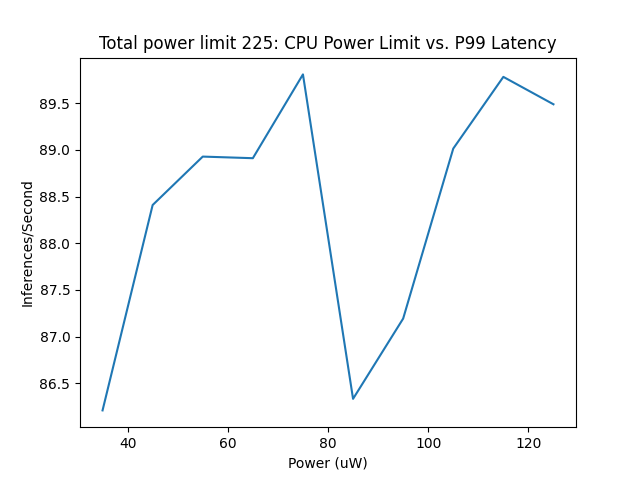 Total power limit 225: CPU Power Limit vs. P99 Latency
Inferences/Second
89.5
89.0
88.5
88.0
87.5
87.0
86.5
40 60 80 100 120
Power (uW)